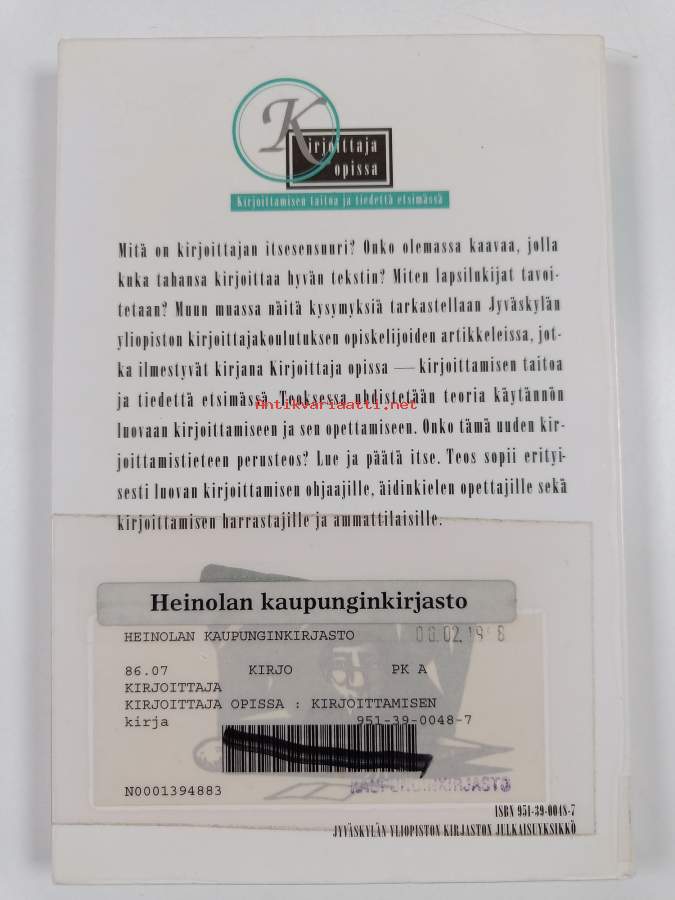 Kirjoittaja
opissa
Kirjoittamisen taitoa ja tiedettä etsimässä
Mitä on kirjoittajan itsesensuuri? Onko olemassa kaavaa, jolla
kuka tahansa kirjoittaa hyvän tekstin? Miten lapsilukijat tavoi-
tetaan? Muun muassa näitä kysymyksiä tarkastellaan Jyväskylän
yliopiston kirjoittajakoulutuksen opiskelijoiden artikkeleissa, jot-
ka ilmestyvät kirjana Kirjoittaja opissa — kirjoittamisen taitoa
ja tiedettä etsimässä. Teoksessa yhdistetään teoria käytännön
Antikvariaatti.net
luovaan kirjoittamiseen ja sen opettamiseen. Onko tämä uuden kir-
joittamistieteen perusteos? Lue ja päätä itse. Teos sopii erityi-
sesti luovan kirjoittamisen ohjaajille, äidinkielen opettajille sekä
kirjoittamisen harrastajille ja ammattilaisille.
Heinolan kaupunginkirjasto
HEINOLAN KAUPUNGINKIRJASTO
86.07 KIRJO PK A
KIRJOITTAJA
KIRJOITTAJA OPISSA : KIRJOITTAMISEN
kirja 951-39-0048-7
N0001394883
KAUPUNGINKIRJASTO
ISBN 951-39-0048-7
JYVÄSKYLÄN YLIOPISTON KIRJASTON JULKAISUYKSIKKÖ